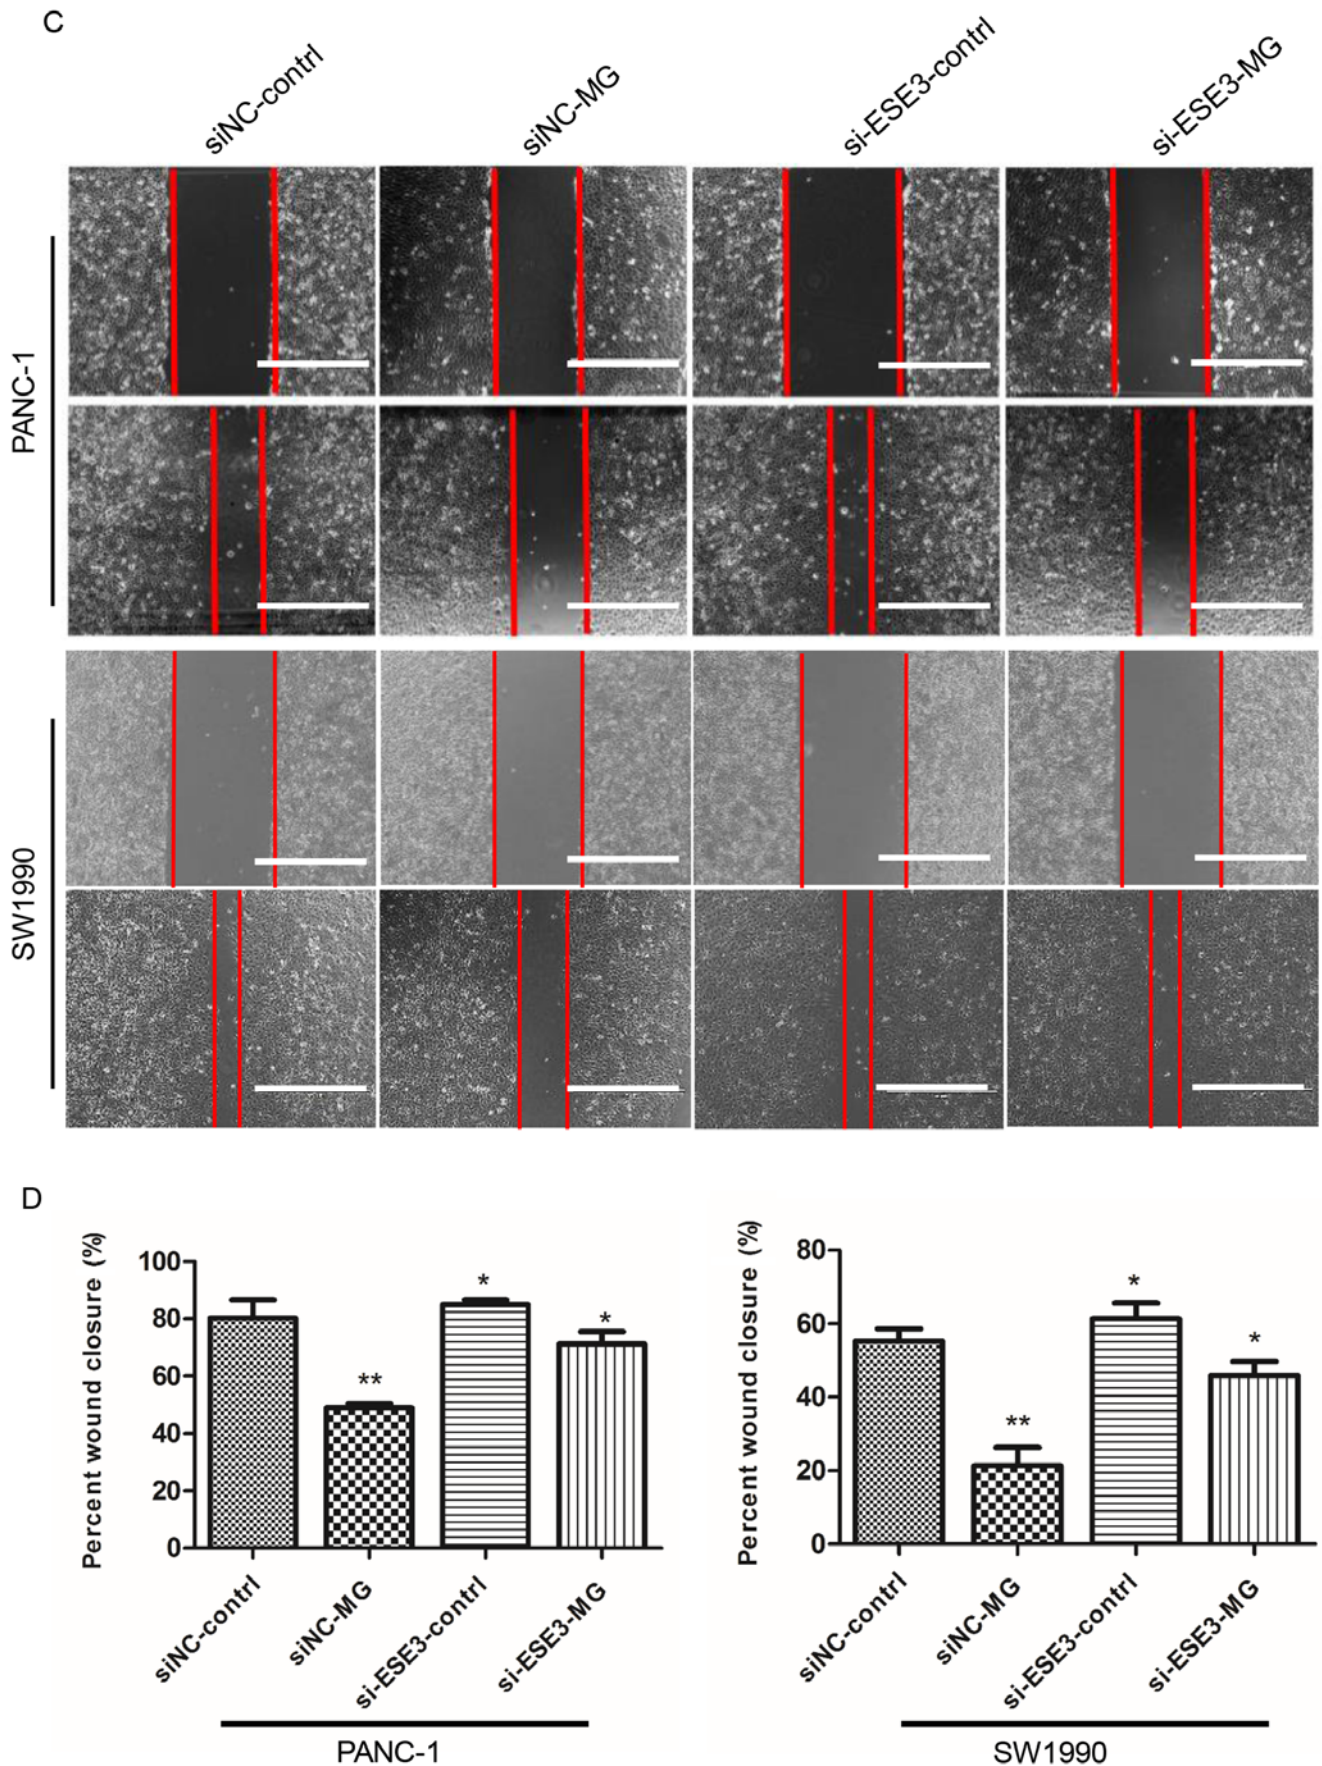 C
siNC-contrl
siNC-MG
si-ESE3-contrl
si-ESE3-MG
PANC-1
SW1990
D
Percent wound closure (%)
100
80
60
40
20
0
**
*
*
siNC-contrl
siNC-MG
si-ESE3-contrl
si-ESE3-MG
PANC-1
Percent wound closure (%)
80
60
40
20
0
**
*
*
siNC-contrl
siNC-MG
si-ESE3-contrl
si-ESE3-MG
SW1990